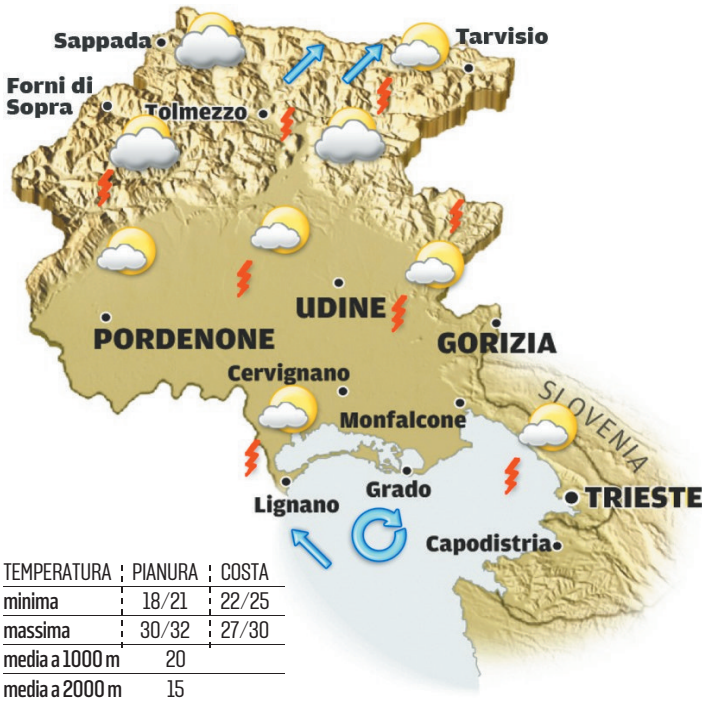 Sappada
Tarvisio
Forni di
Sopra
Tolmezzo
UDINE
PORDENONE
GORIZIA
Cervignano
SLOVENIA
Monfalcone
Grado
Lignano
TRIESTE
Capodistria
TEMPERATURA PIANURA COSTA
minima 18/21 22/25
massima 30/32 27/30
media a 1000 m 20
media a 2000 m 15